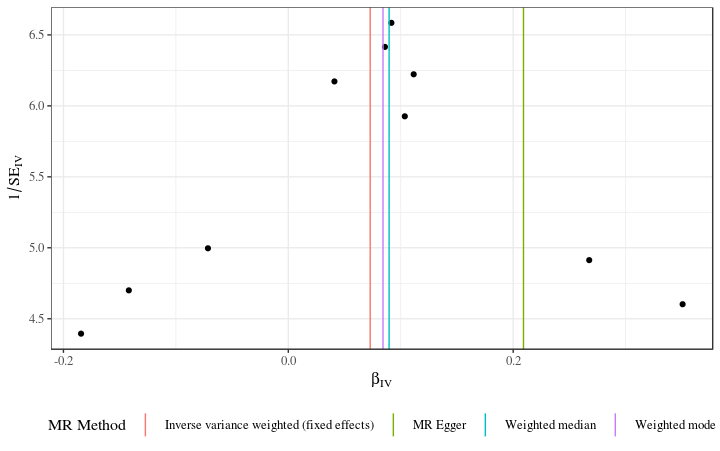 6.5
6.0
5.5
5.0
4.5
1/SE_IV
-0.2
0.0
0.2
β_IV
MR Method
Inverse variance weighted (fixed effects)
MR Egger
Weighted median
Weighted mode